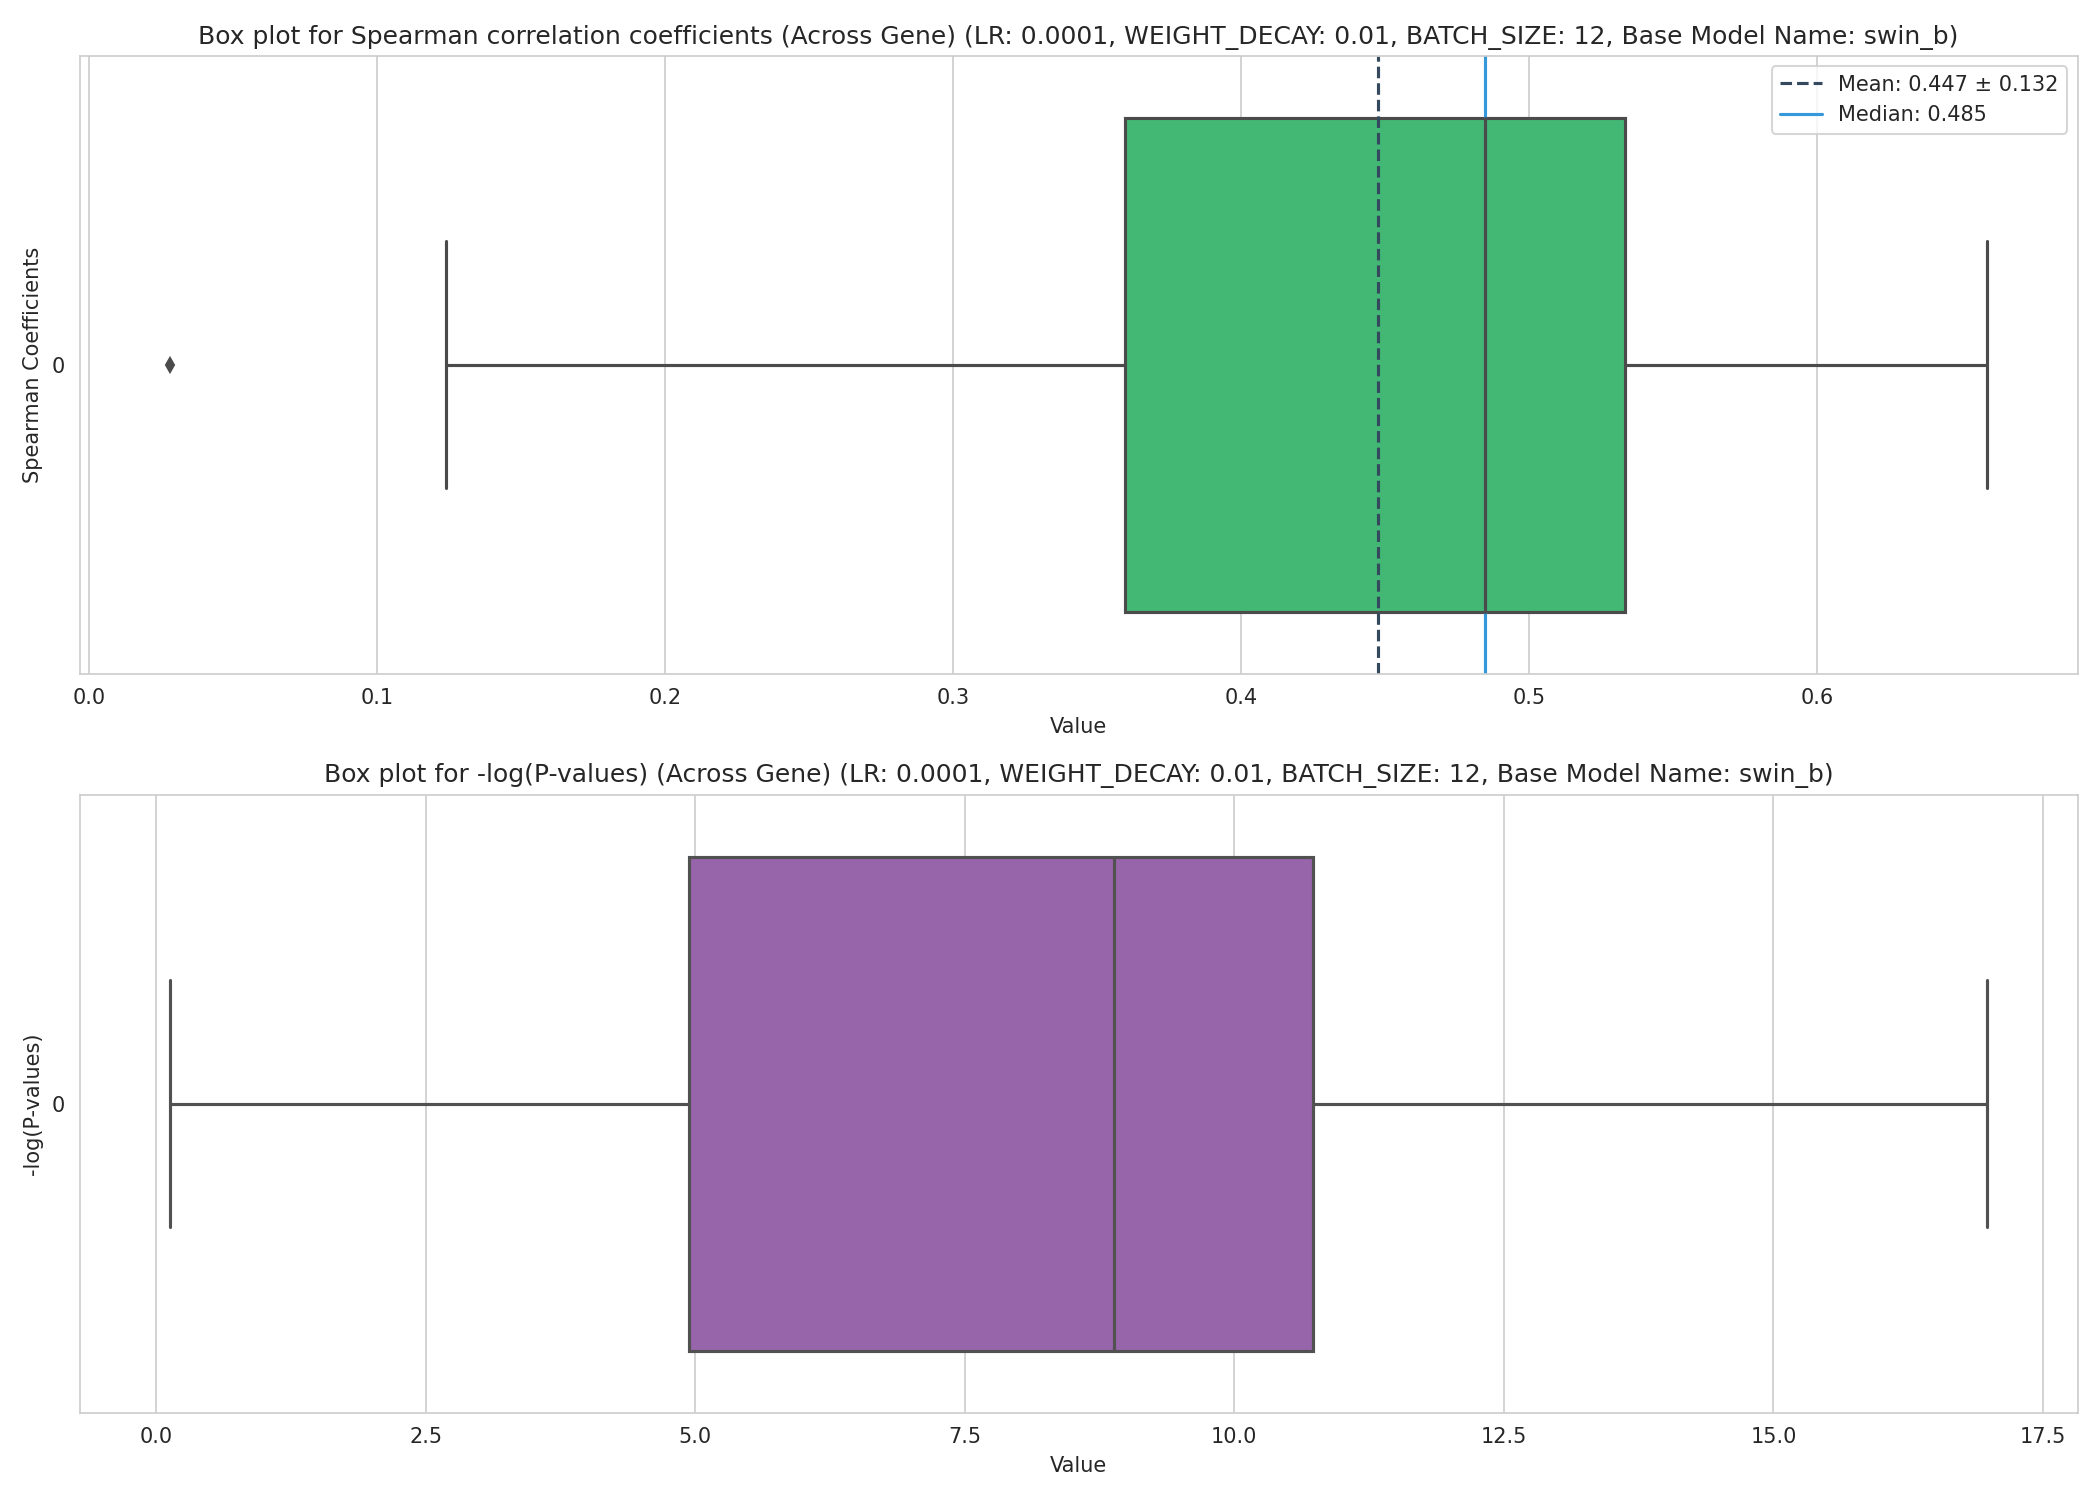 Box plot for Spearman correlation coefficients (Across Gene) (LR: 0.0001, WEIGHT_DECAY: 0.01, BATCH_SIZE: 12, Base Model Name: swin_b)
Mean: 0.447 ± 0.132
Median: 0.485
Spearman Coefficients
0
0.0 0.1 0.2 0.3 0.4 0.5 0.6
Value
Box plot for -log(P-values) (Across Gene) (LR: 0.0001, WEIGHT_DECAY: 0.01, BATCH_SIZE: 12, Base Model Name: swin_b)
-log(P-values)
0
0.0 2.5 5.0 7.5 10.0 12.5 15.0 17.5
Value